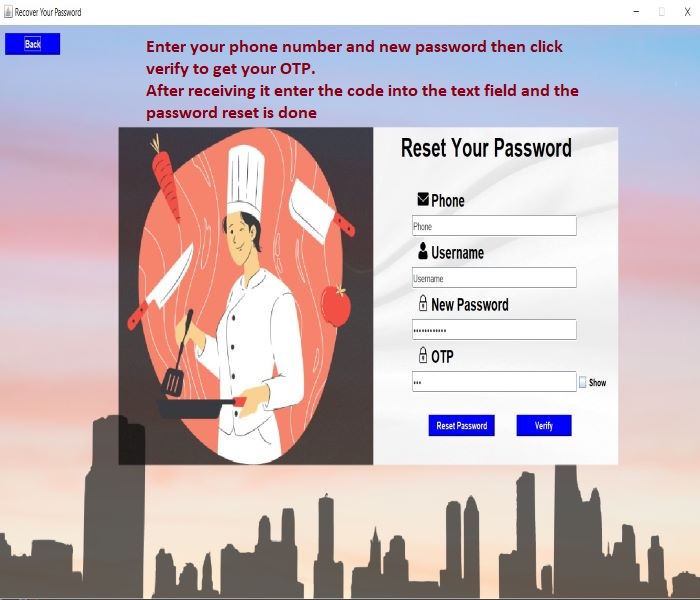 Recover Your Password
Back
Enter your phone number and new password then click
verify to get your OTP.
After receiving it enter the code into the text field and the
password reset is done
Reset Your Password
Phone
Phone
Username
Username
New Password
••••••••••••
OTP
•••
Show
Reset Password Verify